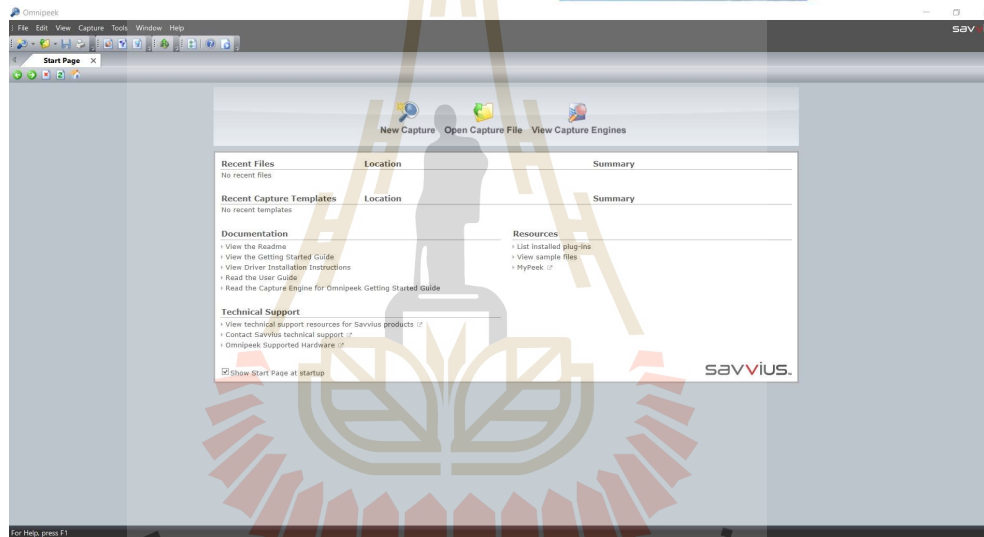 Omnipeek
File Edit View Capture Tools Window Help
savv
Start Page
New Capture Open Capture File View Capture Engines
Recent Files Location Summary
No recent files
Recent Capture Templates Location Summary
No recent templates
Documentation Resources
View the Readme List installed plug-ins
View the Getting Started Guide View sample files
View Driver Installation Instructions MyPeek
Read the User Guide
Read the Capture Engine for Omnipeek Getting Started Guide
Technical Support
View technical support resources for Savvius products
Contact Savvius technical support
Omnipeek Supported Hardware
Show Start Page at startup
savvius
For Help, press F1